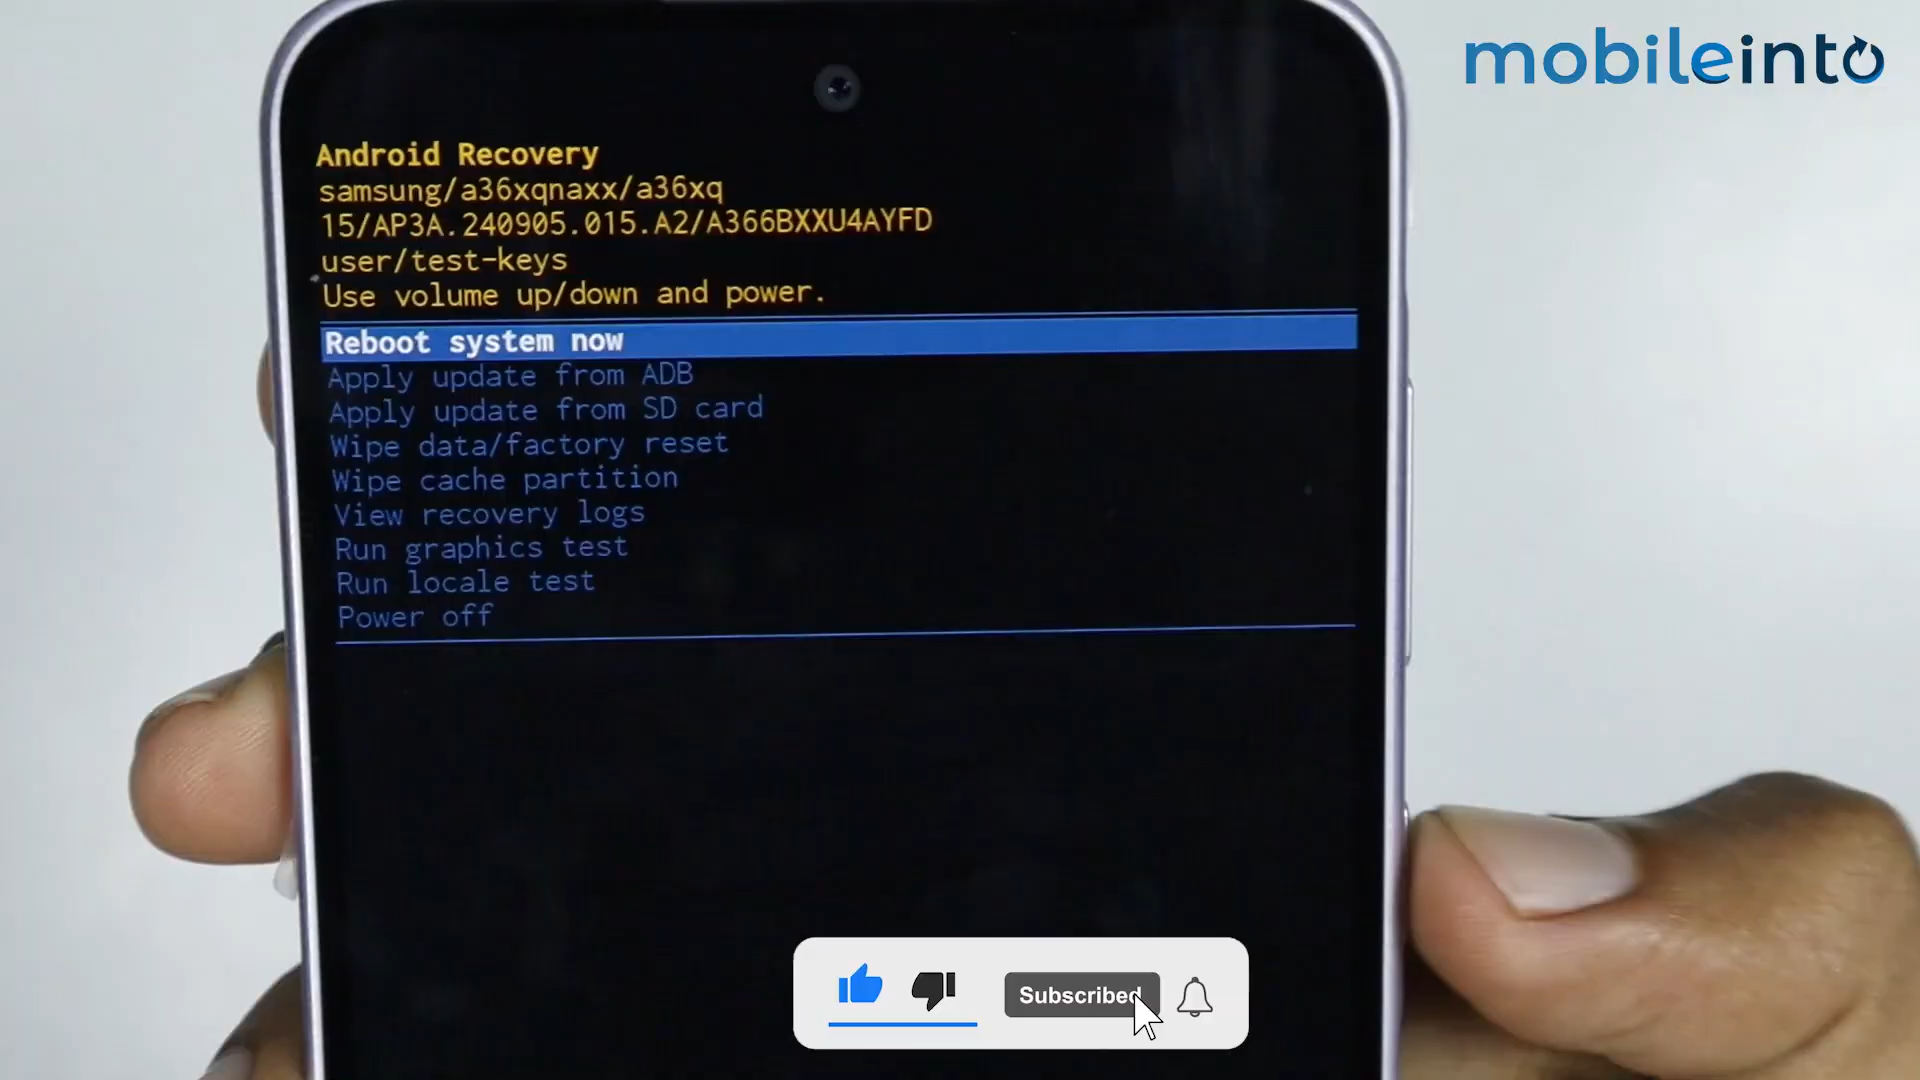 mobileinto
Android Recovery
samsung/a36xqnaxx/a36xq
15/AP3A.240905.015.A2/A366BXXU4AYFD
user/test-keys
Use volume up/down and power.
Reboot system now
Apply update from ADB
Apply update from SD card
Wipe data/factory reset
Wipe cache partition
View recovery logs
Run graphics test
Run locale test
Power off
Subscribed